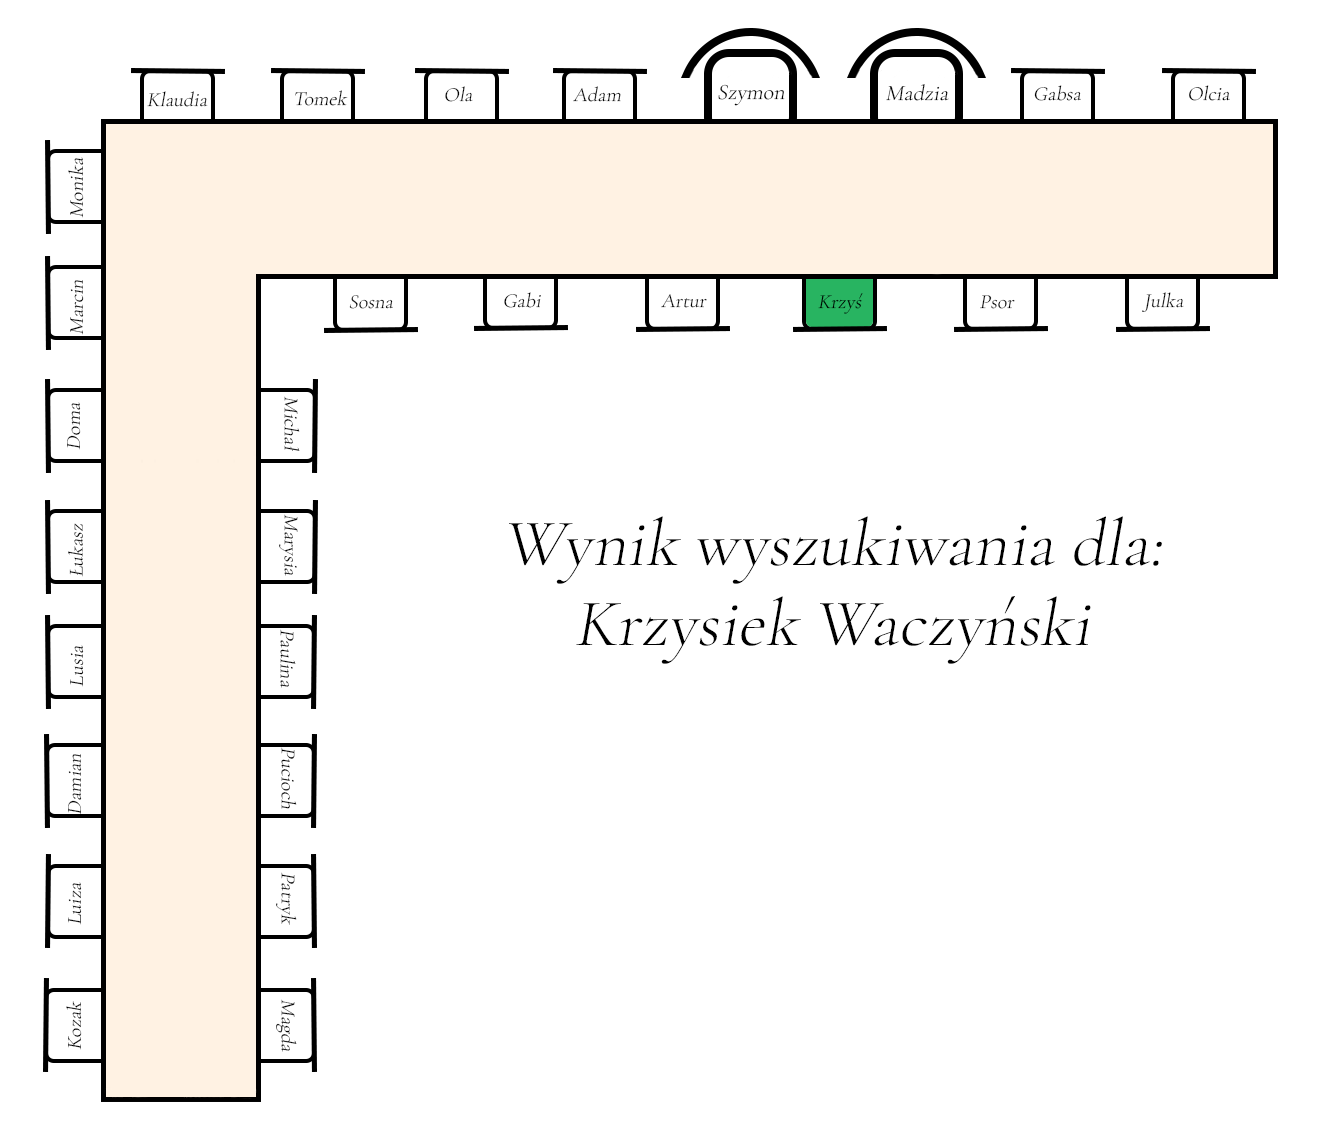 Klaudia
Tomek
Ola
Adam
Szymon
Madzia
Gabsa
Olcia
Monika
Marcin
Doma
Łukasz
Lusia
Damian
Luiza
Kozak
Sosna
Gabi
Artur
Krzyś
Psor
Julka
Michał
Marysia
Paulina
Pucioch
Patryk
Magda
Wynik wyszukiwania dla:
Krzysiek Waczyński